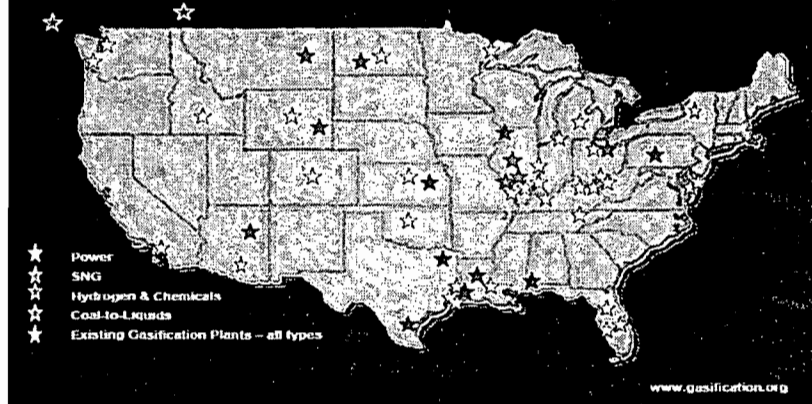 Power
SNG
Hydrogen & Chemicals
Coal-to-Liquids
Existing Gasification Plants – all types
www.gasification.org